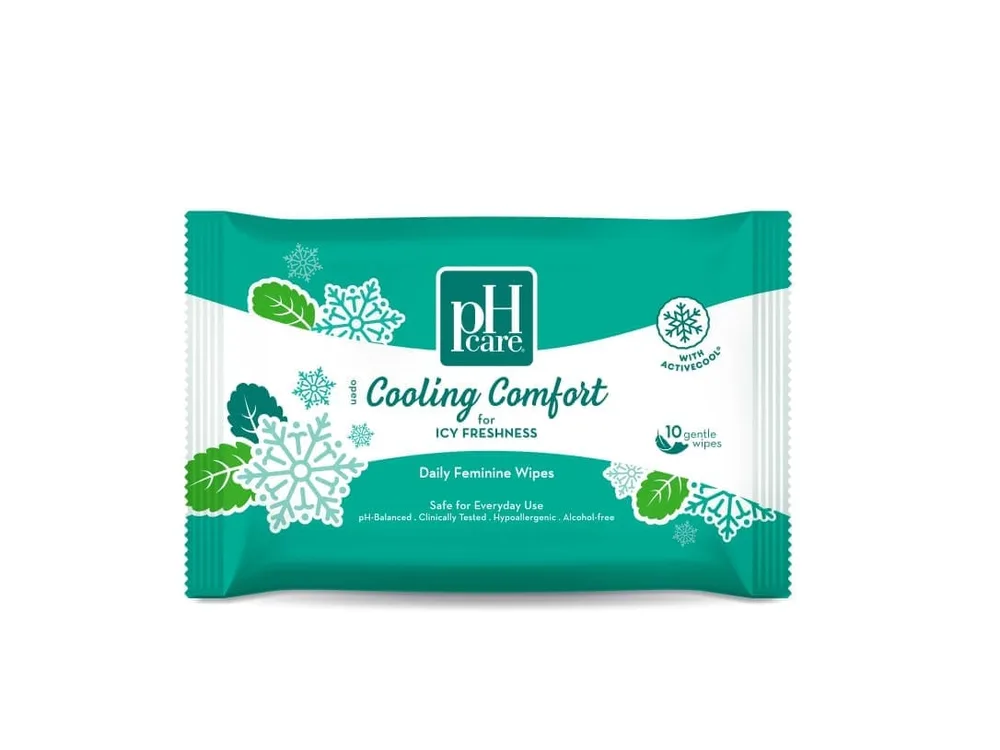 pH
care®
WITH
ACTIVECOOL®
open
Cooling Comfort
for
ICY FRESHNESS
10 gentle
wipes
Daily Feminine Wipes
Safe for Everyday Use
pH-Balanced . Clinically Tested . Hypoallergenic . Alcohol-free